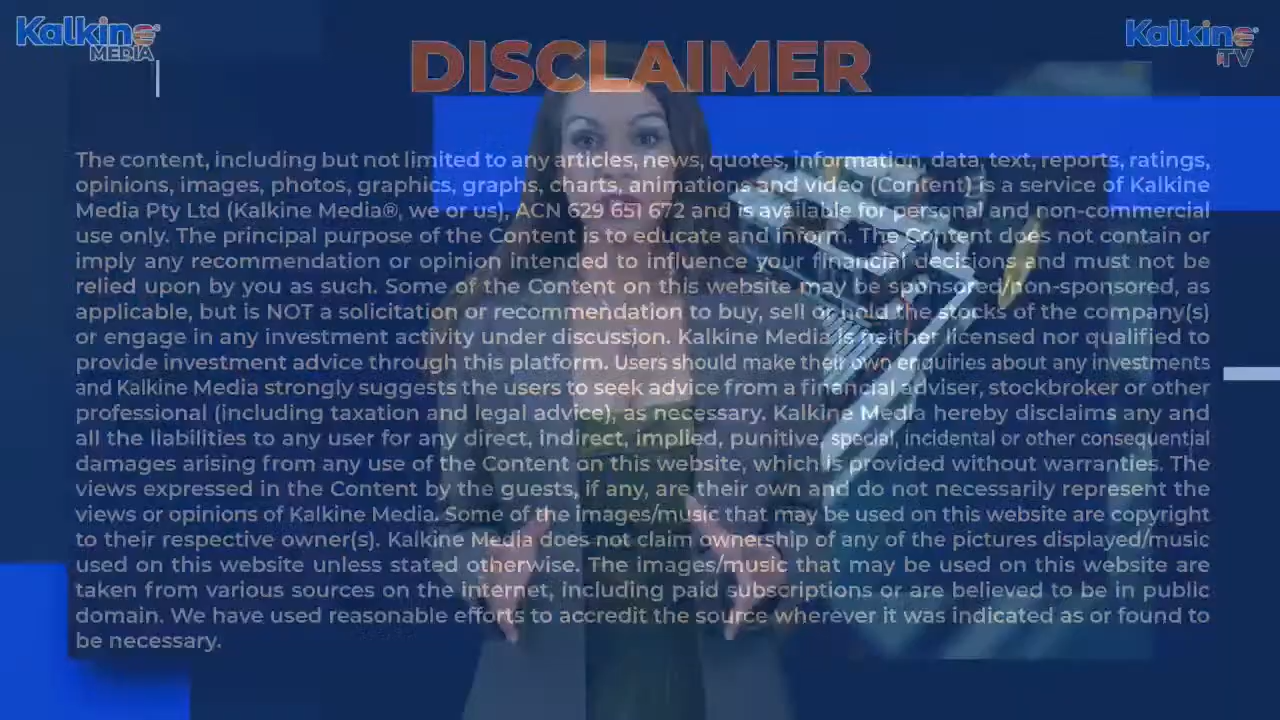 Kalkine
MEDIA
Kalkine
TV
DISCLAIMER
The content, including but not limited to any articles, news, quotes, information, data, text, reports, ratings,
opinions, images, photos, graphics, graphs, charts, animations and video (Content) is a service of Kalkine
Media Pty Ltd (Kalkine Media®, we or us), ACN 629 651 672 and is available for personal and non-commercial
use only. The principal purpose of the Content is to educate and inform. The Content does not contain or
imply any recommendation or opinion intended to influence your financial decisions and must not be
relied upon by you as such. Some of the Content on this website may be sponsored/non-sponsored, as
applicable, but is NOT a solicitation or recommendation to buy, sell or hold the stocks of the company(s)
or engage in any investment activity under discussion. Kalkine Media is neither licensed nor qualified to
provide investment advice through this platform. Users should make their own enquiries about any investments
and Kalkine Media strongly suggests the users to seek advice from a financial adviser, stockbroker or other
professional (including taxation and legal advice), as necessary. Kalkine Media hereby disclaims any and
all the liabilities to any user for any direct, indirect, implied, punitive, special, incidental or other consequential
damages arising from any use of the Content on this website, which is provided without warranties. The
views expressed in the Content by the guests, if any, are their own and do not necessarily represent the
views or opinions of Kalkine Media. Some of the images/music that may be used on this website are copyright
to their respective owner(s). Kalkine Media does not claim ownership of any of the pictures displayed/music
used on this website unless stated otherwise. The images/music that may be used on this website are
taken from various sources on the internet, including paid subscriptions or are believed to be in public
domain. We have used reasonable efforts to accredit the source wherever it was indicated as or found to
be necessary.